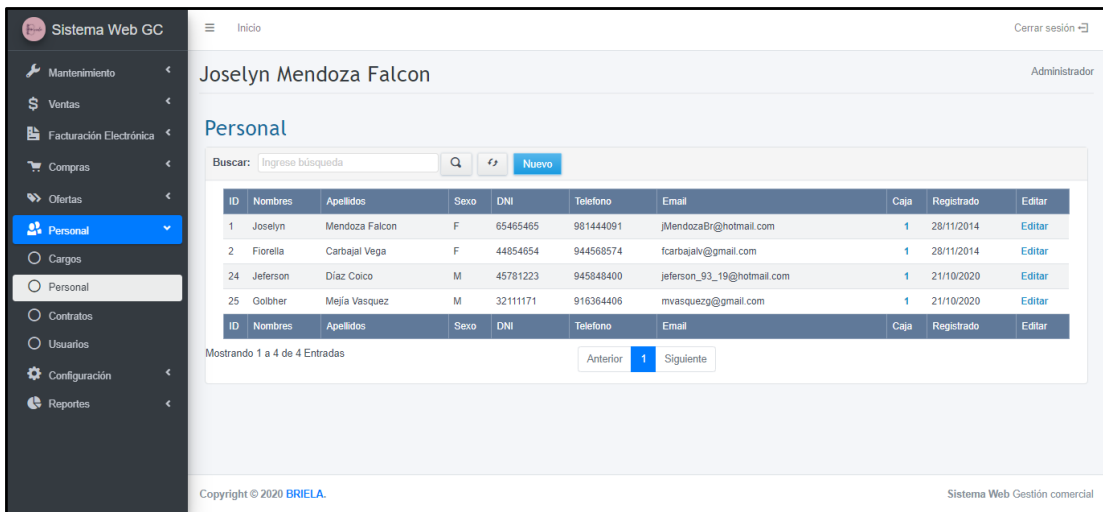 Sistema Web GC
Inicio
Cerrar sesión
Mantenimiento
Ventas
Facturación Electrónica
Compras
Ofertas
Personal
Cargos
Personal
Contratos
Usuarios
Configuración
Reportes
Joselyn Mendoza Falcon
Administrador
Personal
Buscar: Ingrese búsqueda Nuevo
ID Nombres Apellidos Sexo DNI Telefono Email Caja Registrado Editar
1 Joselyn Mendoza Falcon F 65465465 981444091 jMendozaBr@hotmail.com 1 28/11/2014 Editar
2 Fiorella Carbajal Vega F 44854654 944568574 fcarbajalv@gmail.com 1 28/11/2014 Editar
24 Jeferson Díaz Coico M 45781223 945848400 jeferson_93_19@hotmail.com 1 21/10/2020 Editar
25 Golbher Mejía Vasquez M 32111171 916364406 mvasquezg@gmail.com 1 21/10/2020 Editar
ID Nombres Apellidos Sexo DNI Telefono Email Caja Registrado Editar
Mostrando 1 a 4 de 4 Entradas
Anterior 1 Siguiente
Copyright © 2020 BRIELA.
Sistema Web Gestión comercial